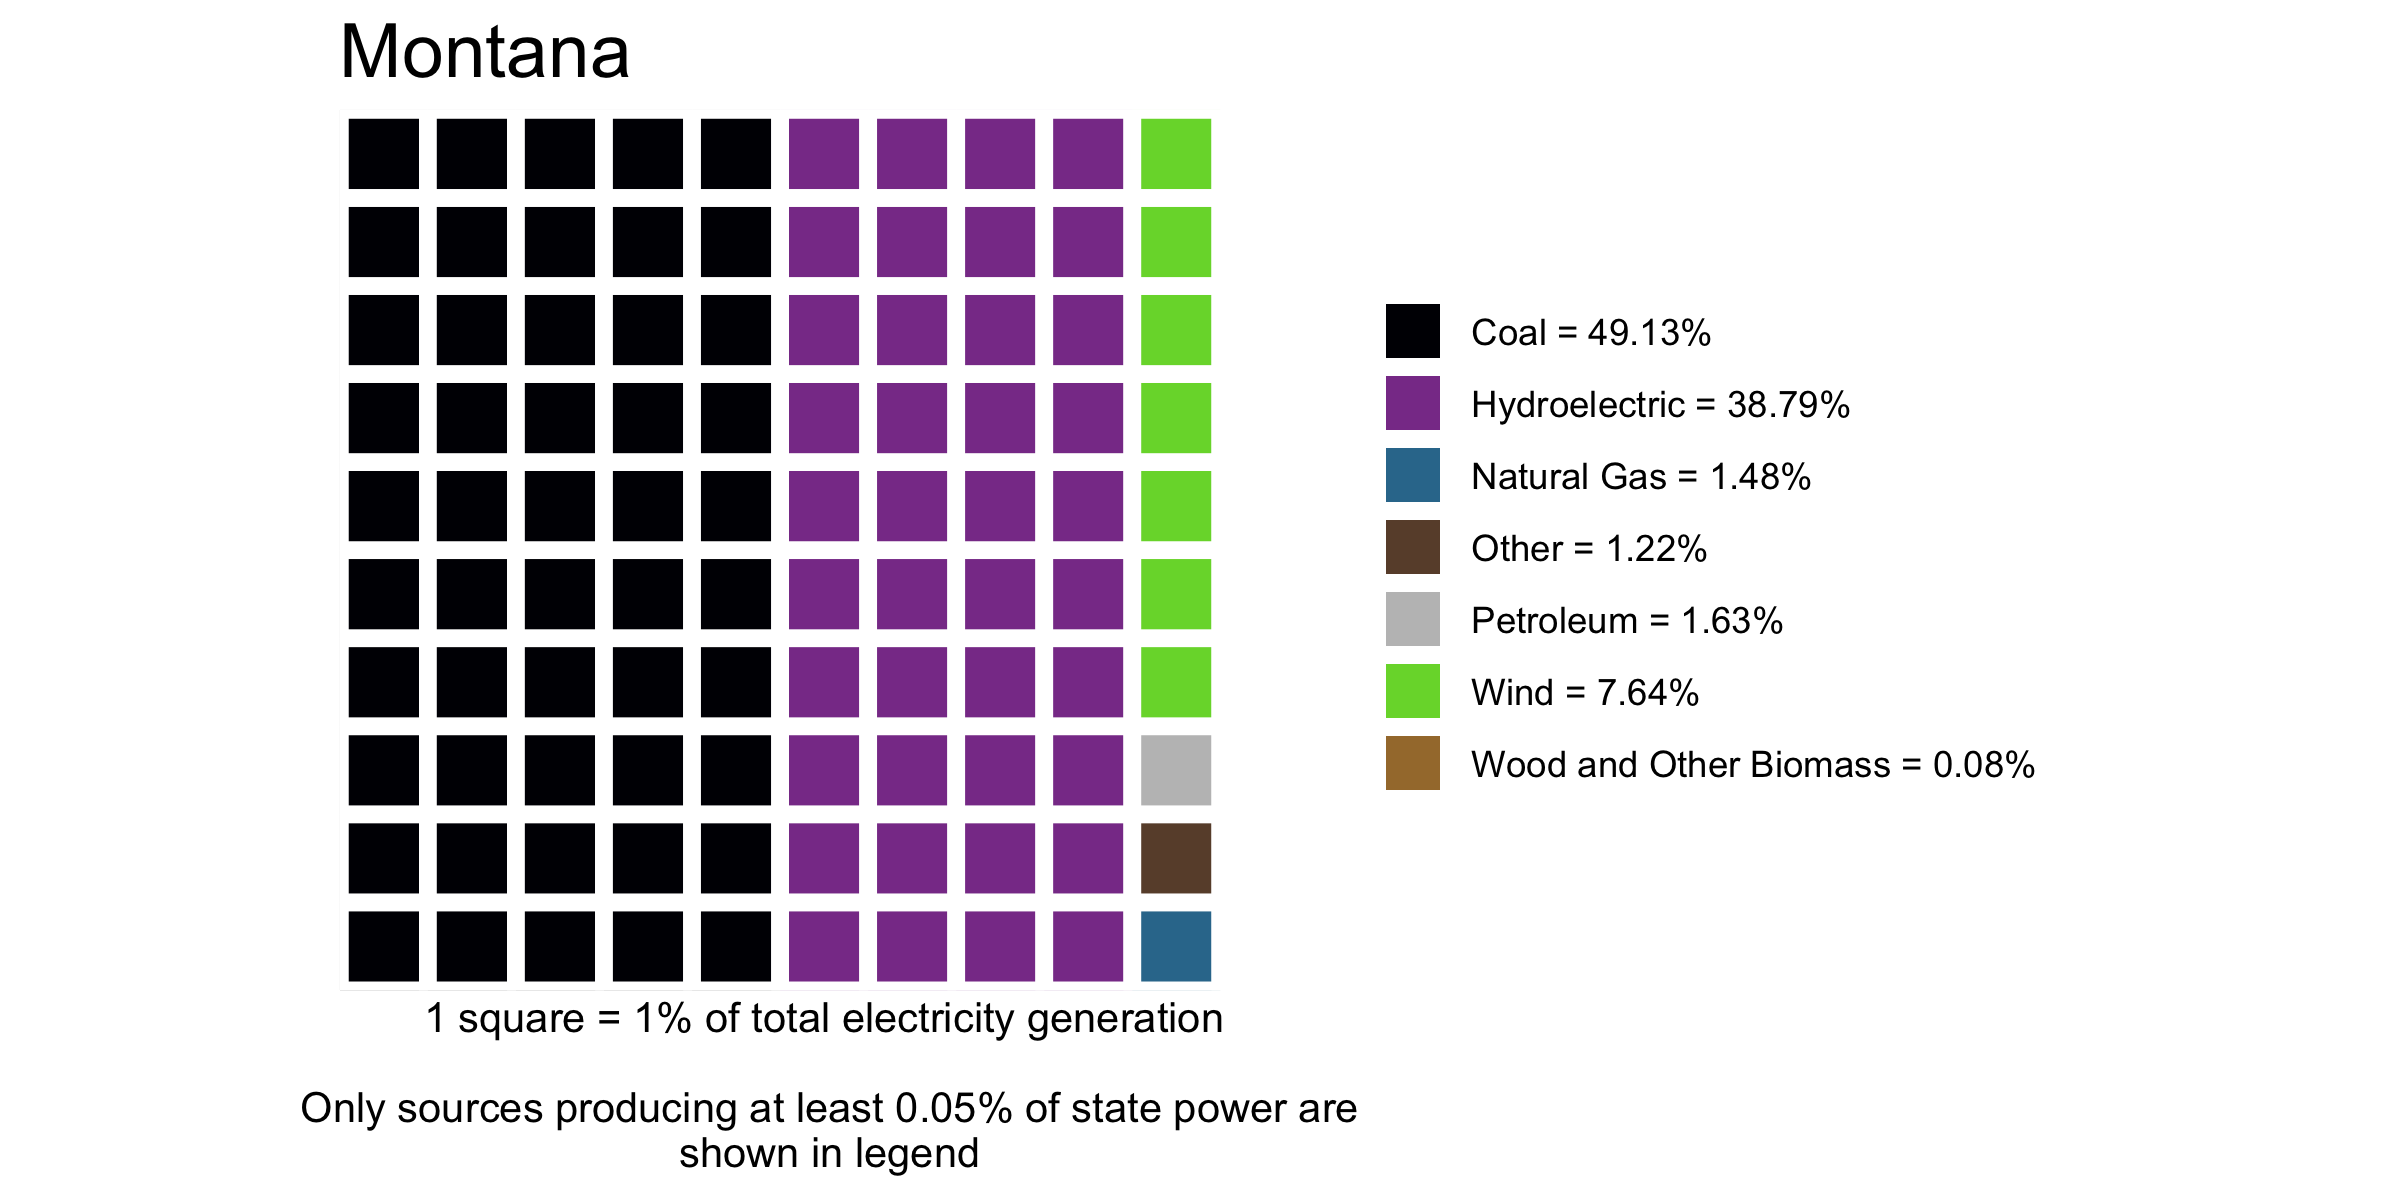 Montana
Coal = 49.13%
Hydroelectric = 38.79%
Natural Gas = 1.48%
Other = 1.22%
Petroleum = 1.63%
Wind = 7.64%
Wood and Other Biomass = 0.08%
1 square = 1% of total electricity generation
Only sources producing at least 0.05% of state power are
shown in legend